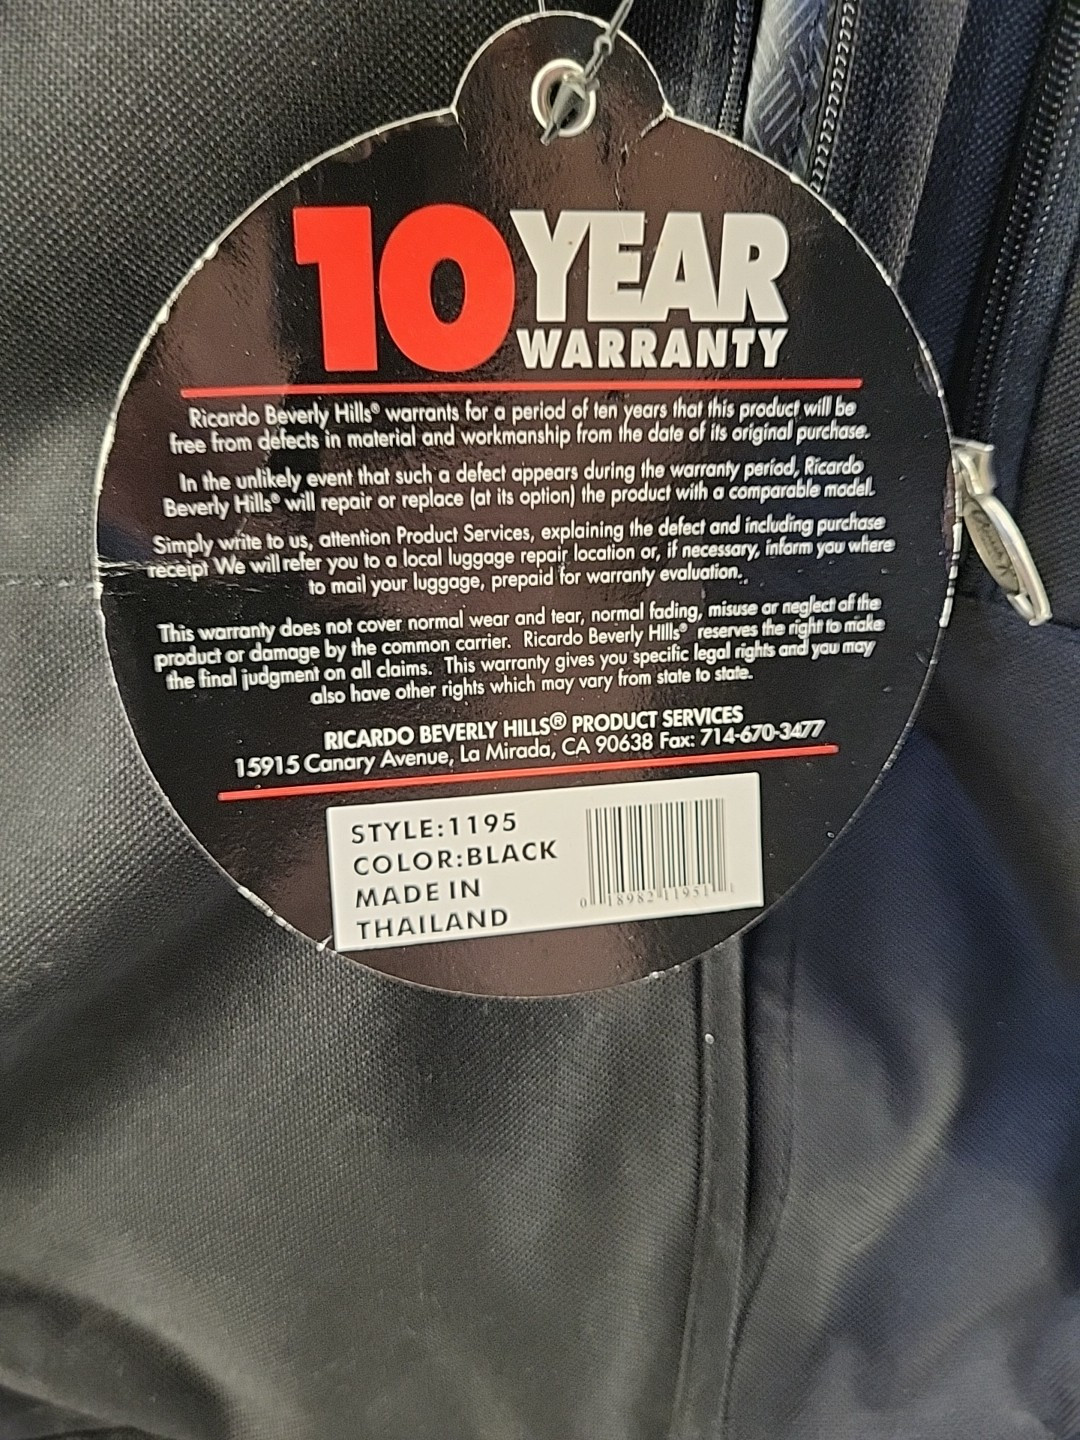 10 YEAR
WARRANTY
Ricardo Beverly Hills® warrants for a period of ten years that this product will be
free from defects in material and workmanship from the date of its original purchase.
In the unlikely event that such a defect appears during the warranty period, Ricardo
Beverly Hills® will repair or replace (at its option) the product with a comparable model.
Simply write to us, attention Product Services, explaining the defect and including purchase
receipt We will refer you to a local luggage repair location or, if necessary, inform you where
to mail your luggage, prepaid for warranty evaluation.
This warranty does not cover normal wear and tear, normal fading, misuse or neglect of the
product or damage by the common carrier. Ricardo Beverly HIlls® reserves the right to make
the final judgment on all claims. This warranty gives you specific legal rights and you may
also have other rights which may vary from state to state.
RICARDO BEVERLY HILLS® PRODUCT SERVICES
15915 Canary Avenue, La Mirada, CA 90638 Fax: 714-670-3477
STYLE:1195
COLOR:BLACK
MADE IN
THAILAND
0 18982 11951 1